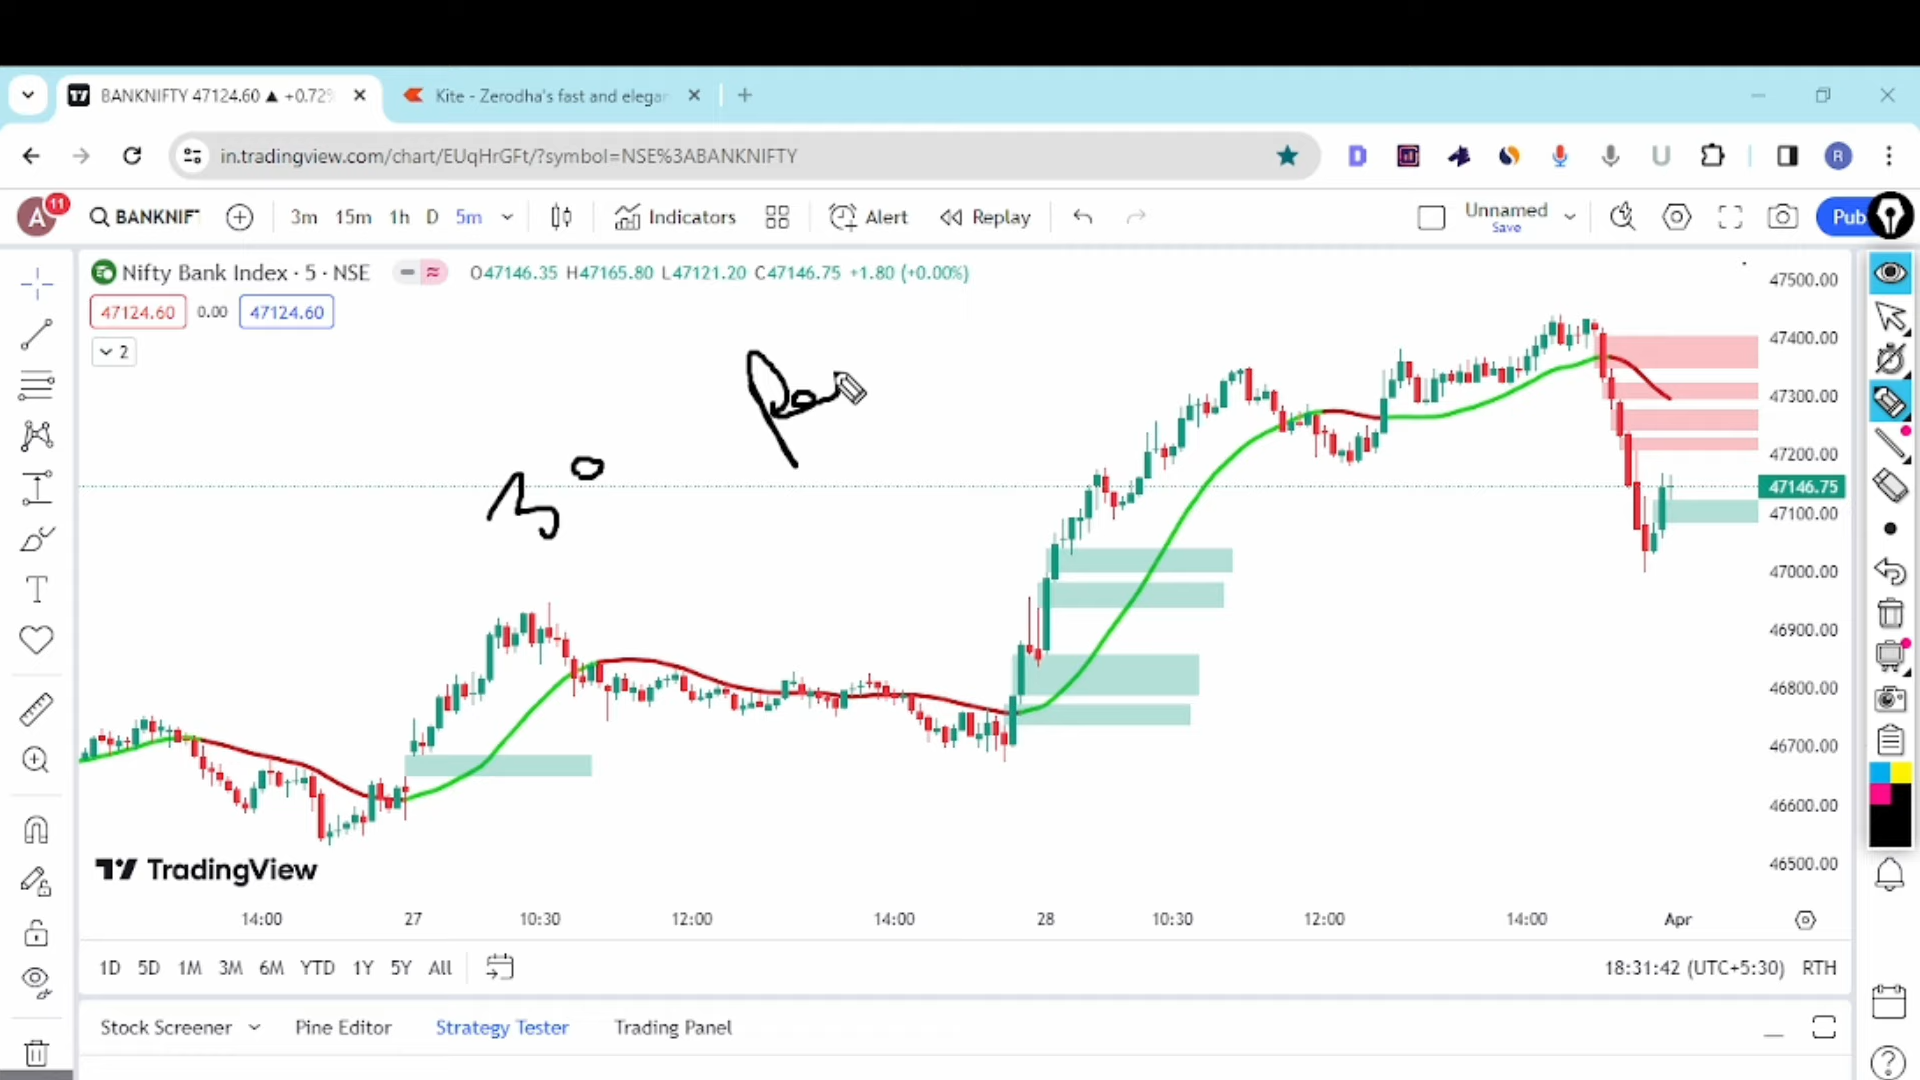 BANKNIFTY 47124.60 ▲ +0.72%
Kite - Zerodha's fast and elegan
in.tradingview.com/chart/EUqHrGFt/?symbol=NSE%3ABANKNIFTY
R
A 11 BANKNIF 3m 15m 1h D 5m Indicators Alert Replay Unnamed Save Pub
Nifty Bank Index · 5 · NSE O47146.35 H47165.80 L47121.20 C47146.75 +1.80 (+0.00%)
47124.60 0.00 47124.60
2
47500.00
47400.00
47300.00
47200.00
47146.75
47100.00
47000.00
46900.00
46800.00
46700.00
46600.00
46500.00
TradingView
14:00 27 10:30 12:00 14:00 28 10:30 12:00 14:00 Apr
1D 5D 1M 3M 6M YTD 1Y 5Y All 18:31:42 (UTC+5:30) RTH
Stock Screener Pine Editor Strategy Tester Trading Panel